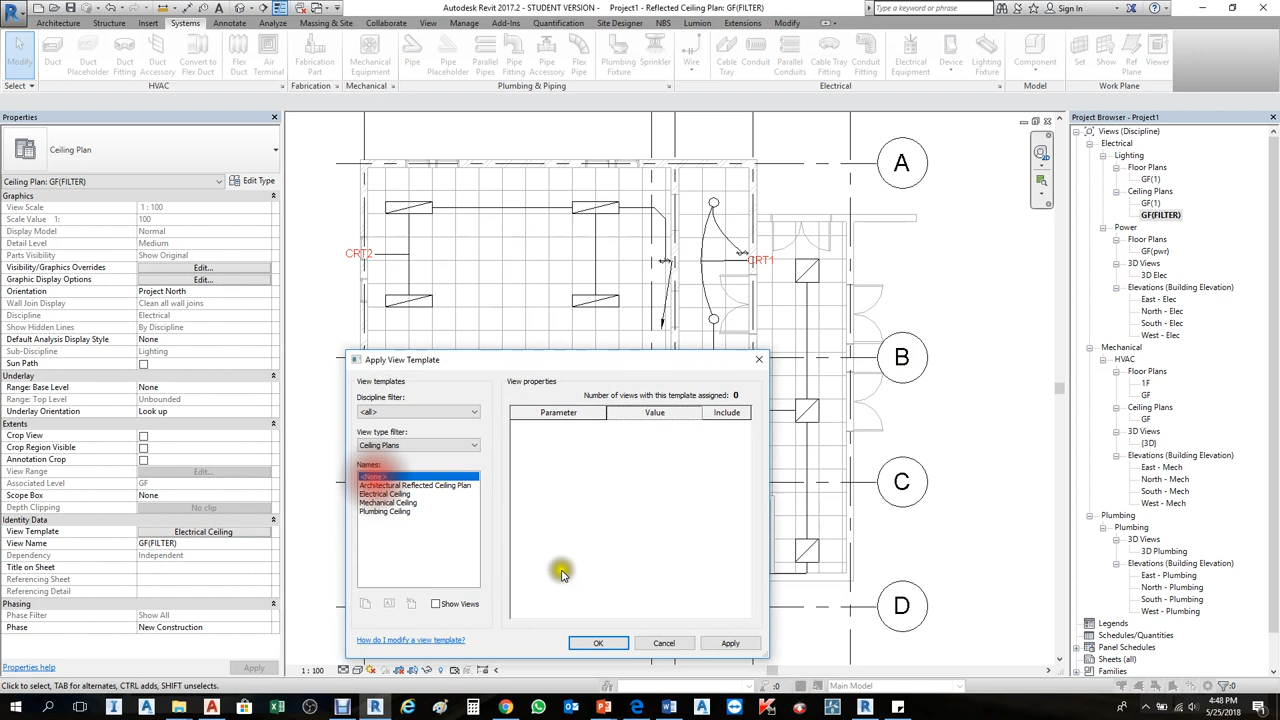 Autodesk Revit 2017.2 - STUDENT VERSION - Project1 - Reflected Ceiling Plan: GF(FILTER)
Type a keyword or phrase
Sign In
Architecture Structure Insert Systems Annotate Analyze Massing & Site Collaborate View Manage Add-Ins Quantification Site Designer NBS Lumion Extensions Modify
Modify
Duct
Duct Placeholder
Duct Fitting
Duct Accessory
Convert to Flex Duct
Flex Duct
Air Terminal
Fabrication Part
Mechanical Equipment
Pipe
Pipe Placeholder
Parallel Pipes
Pipe Fitting
Pipe Accessory
Flex Pipe
Plumbing Fixture
Sprinkler
Wire
Cable Tray
Conduit
Parallel Conduits
Cable Tray Fitting
Conduit Fitting
Electrical Equipment
Device
Lighting Fixture
Component
Set
Show
Ref Plane
Viewer
Select HVAC Fabrication Mechanical Plumbing & Piping Electrical Model Work Plane
Properties
Ceiling Plan
Ceiling Plan: GF(FILTER) Edit Type
Graphics
View Scale 1 : 100
Scale Value 1: 100
Display Model Normal
Detail Level Medium
Parts Visibility Show Original
Visibility/Graphics Overrides Edit...
Graphic Display Options Edit...
Orientation Project North
Wall Join Display Clean all wall joins
Discipline Electrical
Show Hidden Lines By Discipline
Default Analysis Display Style None
Sub-Discipline Lighting
Sun Path
Underlay
Range: Base Level None
Range: Top Level Unbounded
Underlay Orientation Look up
Extents
Crop View
Crop Region Visible
Annotation Crop
View Range Edit...
Associated Level GF
Scope Box None
Depth Clipping No clip
Identity Data
View Template Electrical Ceiling
View Name GF(FILTER)
Dependency Independent
Title on Sheet
Referencing Sheet
Referencing Detail
Phasing
Phase Filter Show All
Phase New Construction
Properties help Apply
A
CRT2
CRT1
B
C
D
Apply View Template
View templates
Discipline filter:
<all>
View type filter:
Ceiling Plans
Names:
<None>
Architectural Reflected Ceiling Plan
Electrical Ceiling
Mechanical Ceiling
Plumbing Ceiling
Show Views
How do I modify a view template?
View properties
Number of views with this template assigned: 0
Parameter Value Include
OK Cancel Apply
Project Browser - Project1
Views (Discipline)
Electrical
Lighting
Floor Plans
GF(1)
Ceiling Plans
GF(1)
GF(FILTER)
Power
Floor Plans
GF(pwr)
3D Views
3D Elec
Elevations (Building Elevation)
East - Elec
North - Elec
South - Elec
West - Elec
Mechanical
HVAC
Floor Plans
1F
GF
Ceiling Plans
GF
3D Views
{3D}
Elevations (Building Elevation)
East - Mech
North - Mech
South - Mech
West - Mech
Plumbing
Plumbing
3D Views
3D Plumbing
Elevations (Building Elevation)
East - Plumbing
North - Plumbing
South - Plumbing
West - Plumbing
Legends
Schedules/Quantities
Panel Schedules
Sheets (all)
Families
1 : 100
Click to select, TAB for alternates, CTRL adds, SHIFT unselects.
:0
Main Model
:0
4:48 PM
5/25/2018